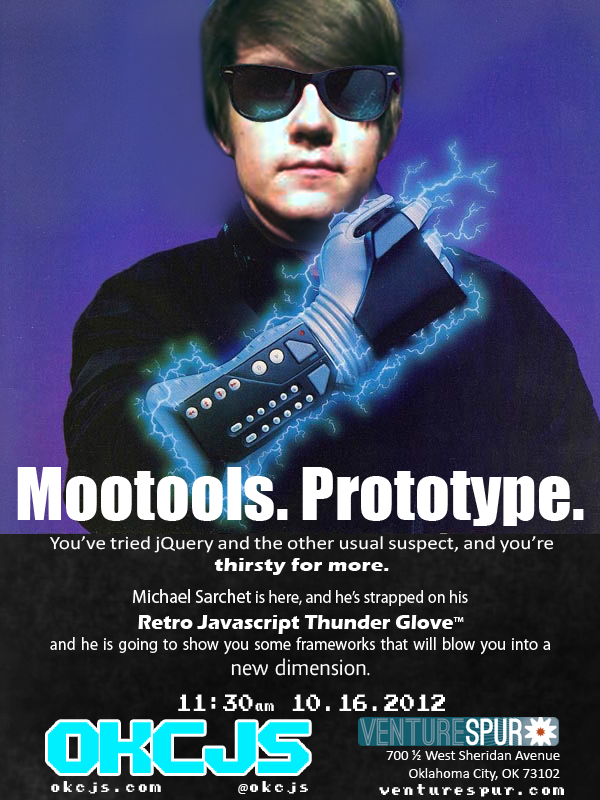 Mootools. Prototype.
You've tried jQuery and the other usual suspect, and you're
thirsty for more.
Michael Sarchet is here, and he's strapped on his
Retro Javascript Thunder Glove™
and he is going to show you some frameworks that will blow you into a
new dimension.
11:30am 10.16.2012
OKCJS
okcjs.com @okcjs
VENTURESPUR
700 ½ West Sheridan Avenue
Oklahoma City, OK 73102
venturespur.com